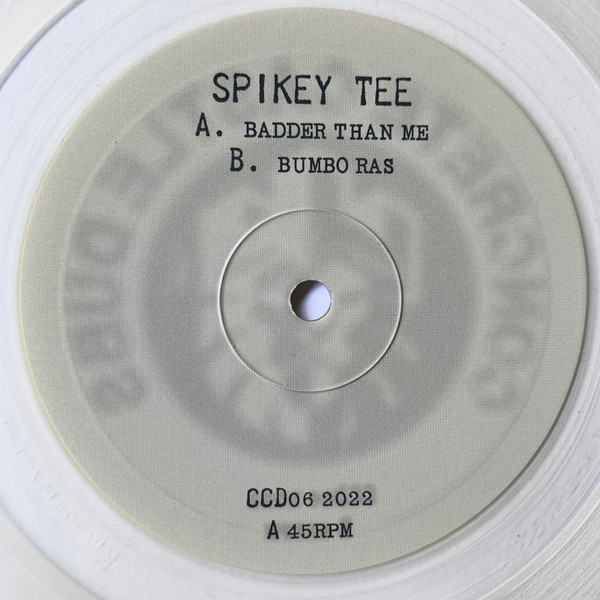 SPIKEY TEE
A. BADDER THAN ME
B. BUMBO RAS
CCD06 2022
A 45RPM